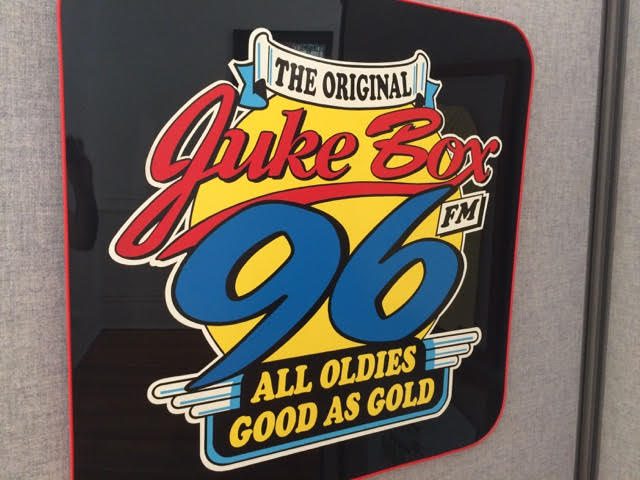 THE ORIGINAL
Juke Box
96 FM
ALL OLDIES
GOOD AS GOLD